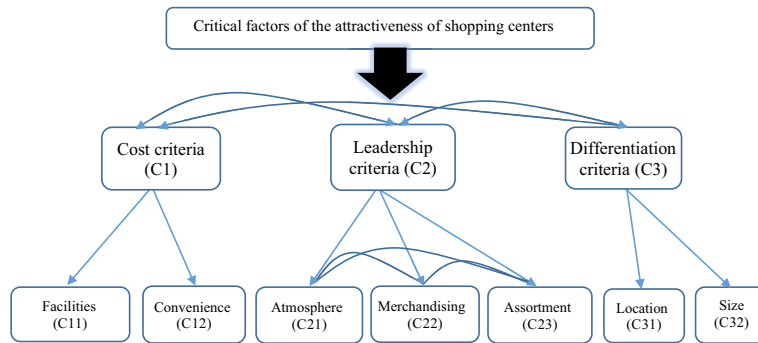 Critical factors of the attractiveness of shopping centers
Cost criteria
(C1)
Leadership
criteria (C2)
Differentiation
criteria (C3)
Facilities
(C11)
Convenience
(C12)
Atmosphere
(C21)
Merchandising
(C22)
Assortment
(C23)
Location
(C31)
Size
(C32)